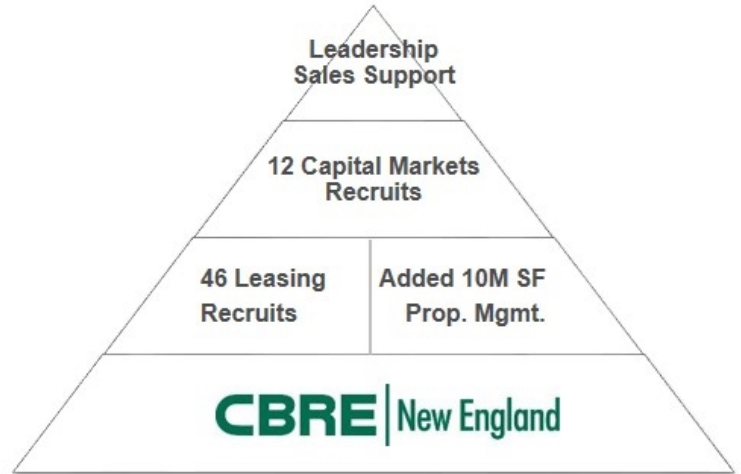 Leadership
Sales Support
12 Capital Markets
Recruits
46 Leasing
Recruits
Added 10M SF
Prop. Mgmt.
CBRE New England